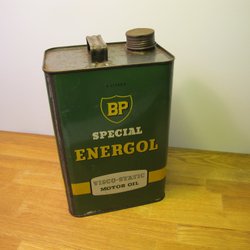 BP
SPECIAL
ENERGOL
VISCO-STATIC
MOTOR OIL